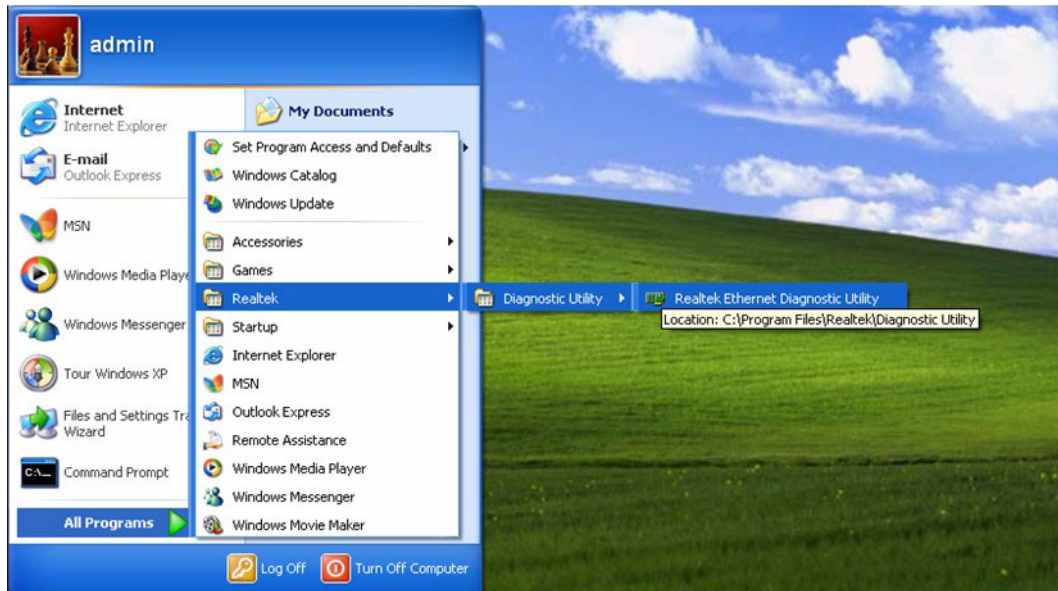 admin
Internet
Internet Explorer
E-mail
Outlook Express
MSN
Windows Media Playe
Windows Messenger
Tour Windows XP
Files and Settings Tra
Wizard
C:\_
Command Prompt
All Programs
My Documents
Set Program Access and Defaults
Windows Catalog
Windows Update
Accessories
Games
Realtek
Startup
Internet Explorer
MSN
Outlook Express
Remote Assistance
Windows Media Player
Windows Messenger
Windows Movie Maker
Diagnostic Utility
Realtek Ethernet Diagnostic Utility
Location: C:\Program Files\Realtek\Diagnostic Utility
Log Off
Turn Off Computer